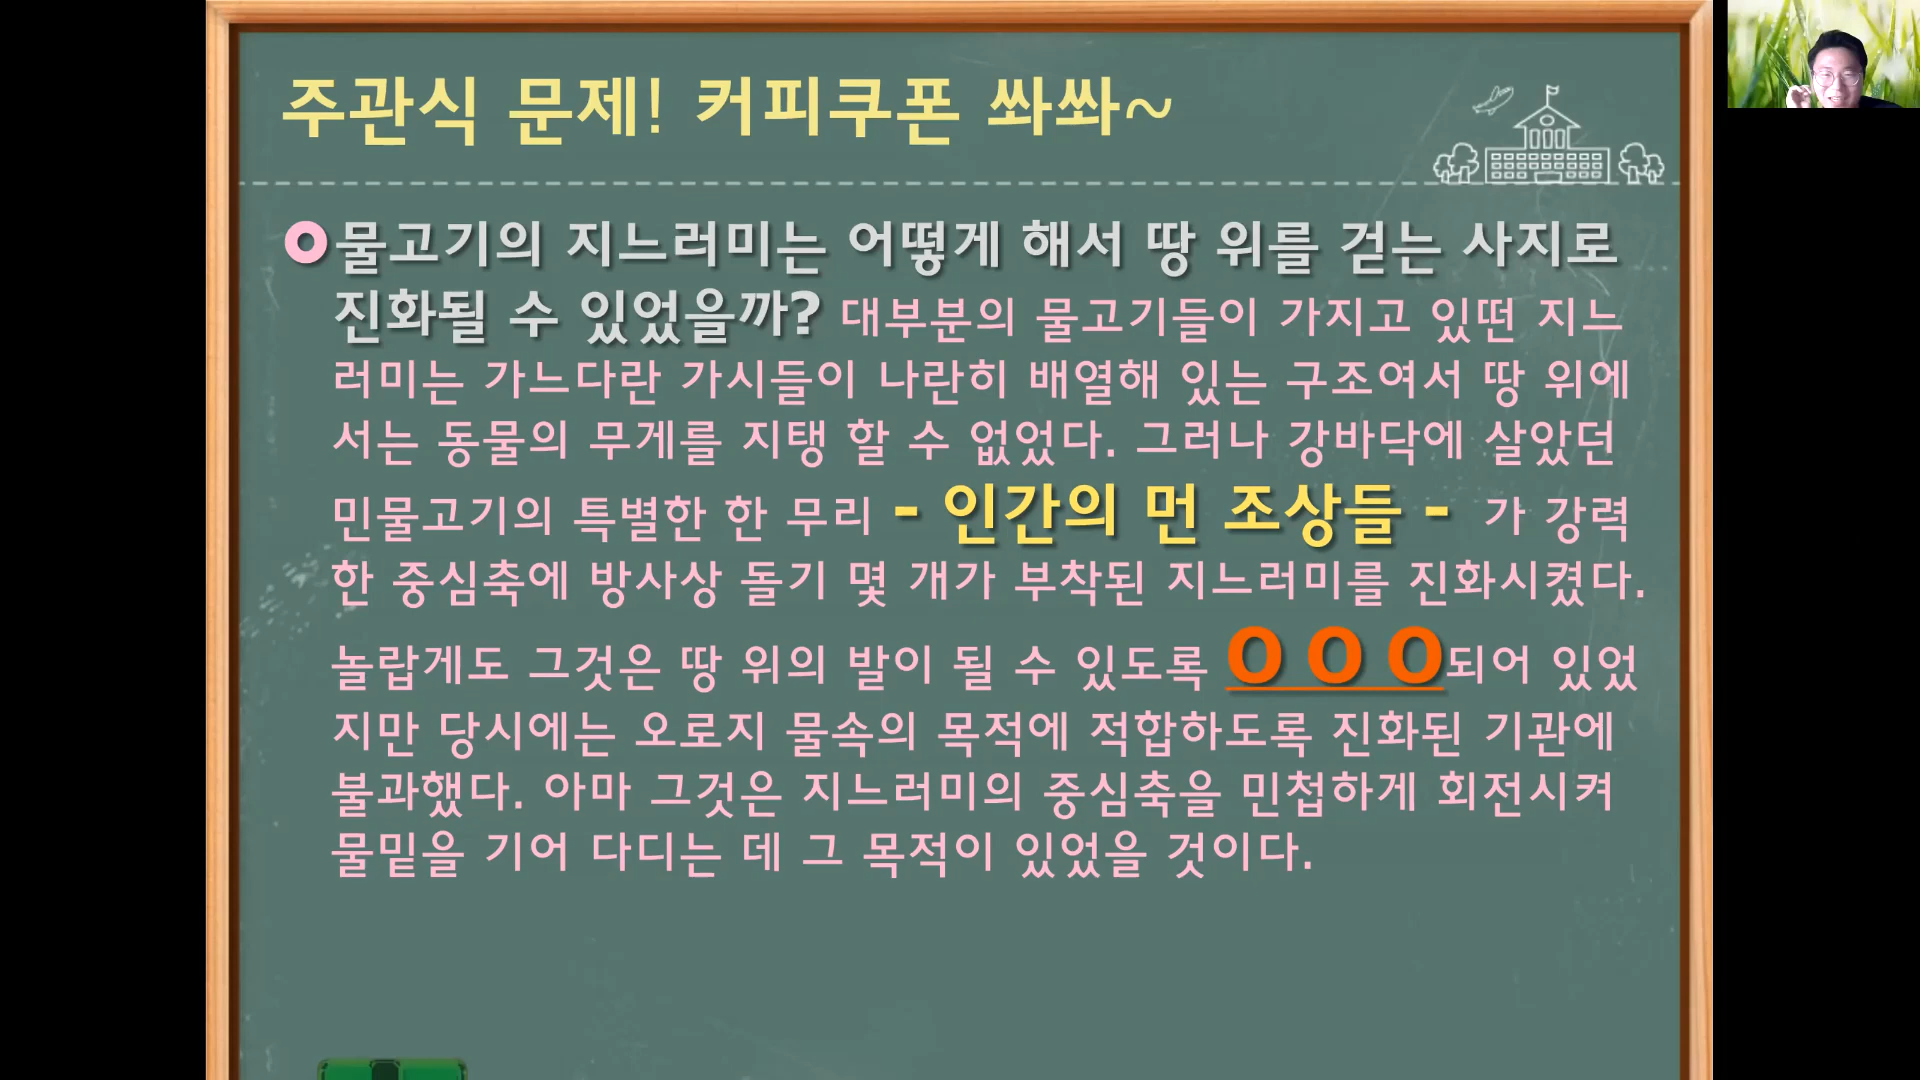 주관식 문제! 커피쿠폰 쏴쏴~
물고기의 지느러미는 어떻게 해서 땅 위를 걷는 사지로
진화될 수 있었을까? 대부분의 물고기들이 가지고 있떤 지느
러미는 가느다란 가시들이 나란히 배열해 있는 구조여서 땅 위에
서는 동물의 무게를 지탱 할 수 없었다. 그러나 강바닥에 살았던
민물고기의 특별한 한 무리 - 인간의 먼 조상들 - 가 강력
한 중심축에 방사상 돌기 몇 개가 부착된 지느러미를 진화시켰다.
놀랍게도 그것은 땅 위의 발이 될 수 있도록 O O O되어 있었
지만 당시에는 오로지 물속의 목적에 적합하도록 진화된 기관에
불과했다. 아마 그것은 지느러미의 중심축을 민첩하게 회전시켜
물밑을 기어 다디는 데 그 목적이 있었을 것이다.